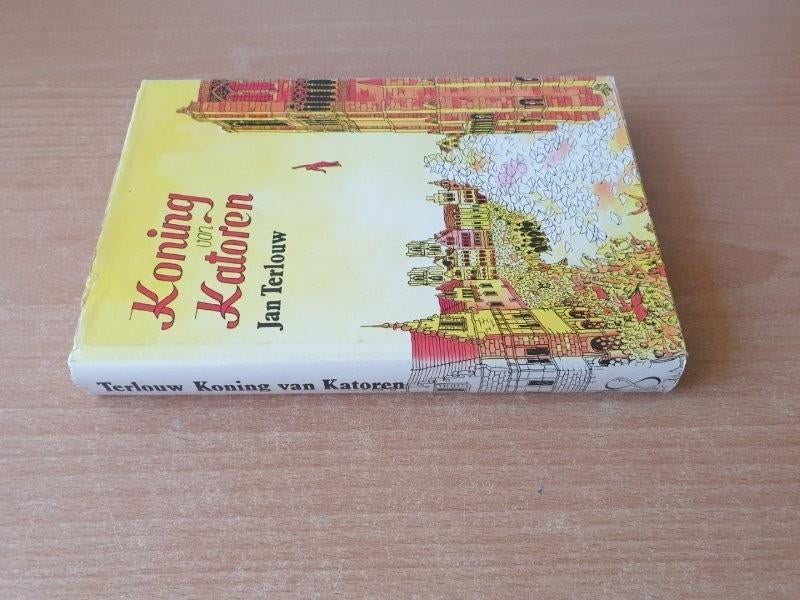 Koning
van
Katoren
Jan Terlouw
Terlouw Koning van Katoren